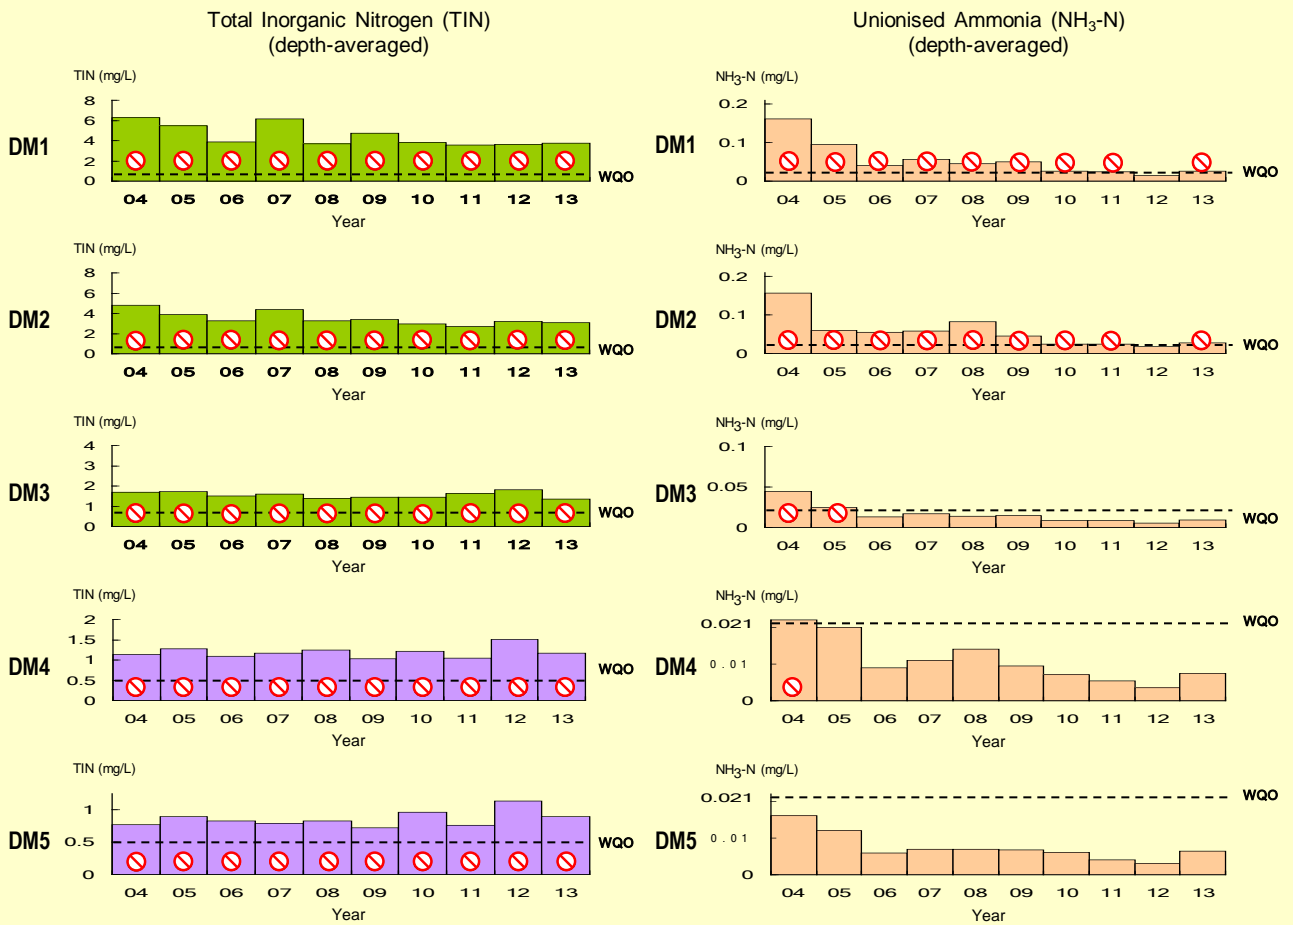 Total Inorganic Nitrogen (TIN)
(depth-averaged)
TIN (mg/L)
DM1
8
6
4
2
0
WQO
04 05 06 07 08 09 10 11 12 13
Year
TIN (mg/L)
DM2
8
6
4
2
0
WQO
04 05 06 07 08 09 10 11 12 13
Year
TIN (mg/L)
DM3
4
3
2
1
0
WQO
04 05 06 07 08 09 10 11 12 13
Year
TIN (mg/L)
DM4
2
1.5
1
0.5
0
WQO
04 05 06 07 08 09 10 11 12 13
Year
TIN (mg/L)
DM5
1
0.5
0
WQO
04 05 06 07 08 09 10 11 12 13
Year
Unionised Ammonia (NH3-N)
(depth-averaged)
NH3-N (mg/L)
DM1
0.2
0.1
0
WQO
04 05 06 07 08 09 10 11 12 13
Year
NH3-N (mg/L)
DM2
0.2
0.1
0
WQO
04 05 06 07 08 09 10 11 12 13
Year
NH3-N (mg/L)
DM3
0.1
0.05
0
WQO
04 05 06 07 08 09 10 11 12 13
Year
NH3-N (mg/L)
DM4
0.021
0.01
0
WQO
04 05 06 07 08 09 10 11 12 13
Year
NH3-N (mg/L)
DM5
0.021
0.01
0
WQO
04 05 06 07 08 09 10 11 12 13
Year